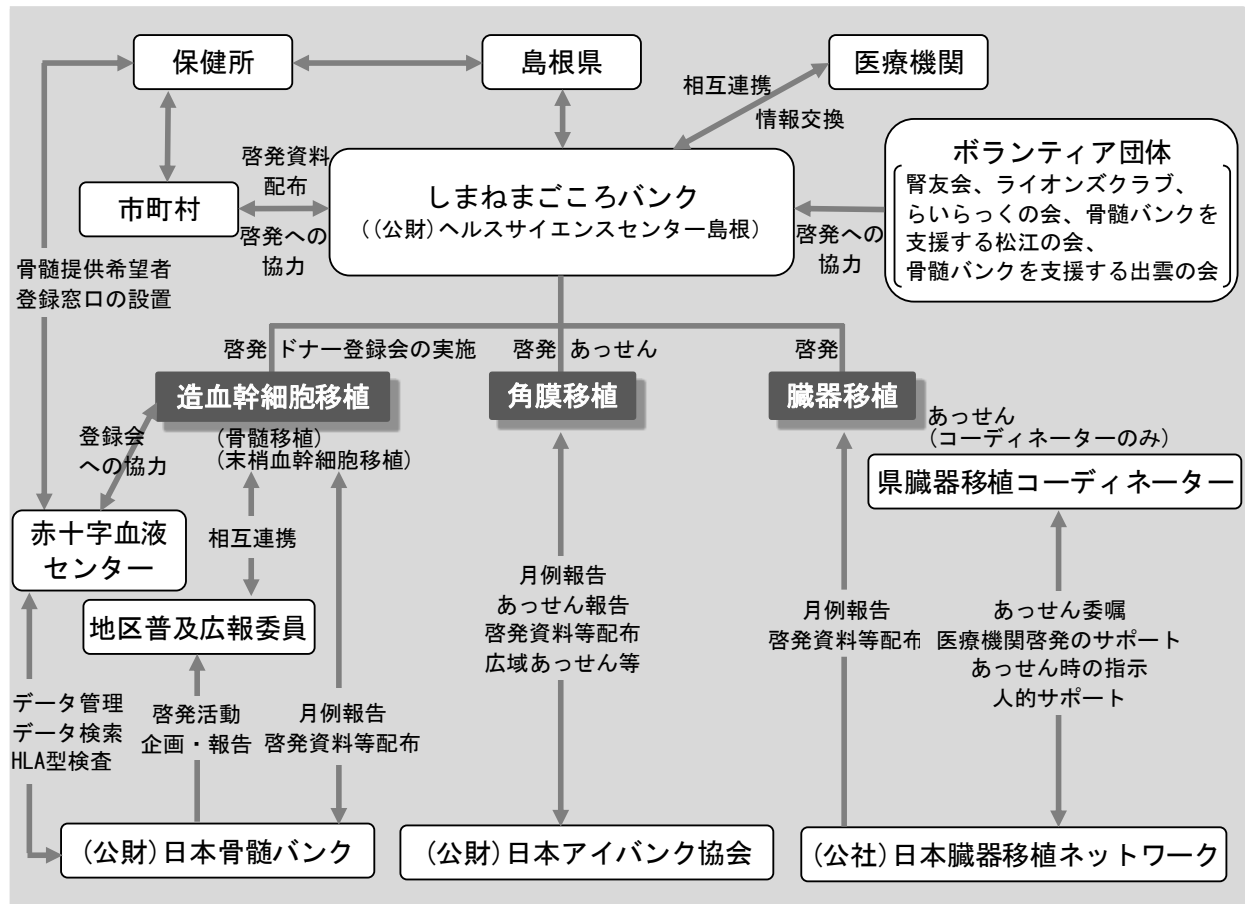 保健所
島根県
医療機関
相互連携
情報交換
ボランティア団体
腎友会、ライオンズクラブ、
らいらっくの会、骨髄バンクを
支援する松江の会、
骨髄バンクを支援する出雲の会
啓発資料
配布
しまねまごころバンク
((公財)ヘルスサイエンスセンター島根)
市町村
啓発への
協力
啓発への
協力
骨髄提供希望者
登録窓口の設置
啓発 ドナー登録会の実施
啓発 あっせん
啓発
造血幹細胞移植
角膜移植
臓器移植
あっせん
(コーディネーターのみ)
登録会
への協力
(骨髄移植)
(末梢血幹細胞移植)
県臓器移植コーディネーター
赤十字血液
センター
相互連携
地区普及広報委員
月例報告
あっせん報告
啓発資料等配布
広域あっせん等
月例報告
啓発資料等配布
あっせん委嘱
医療機関啓発のサポート
あっせん時の指示
人的サポート
データ管理
データ検索
HLA型検査
啓発活動
企画・報告
月例報告
啓発資料等配布
(公財)日本骨髄バンク
(公財)日本アイバンク協会
(公社)日本臓器移植ネットワーク